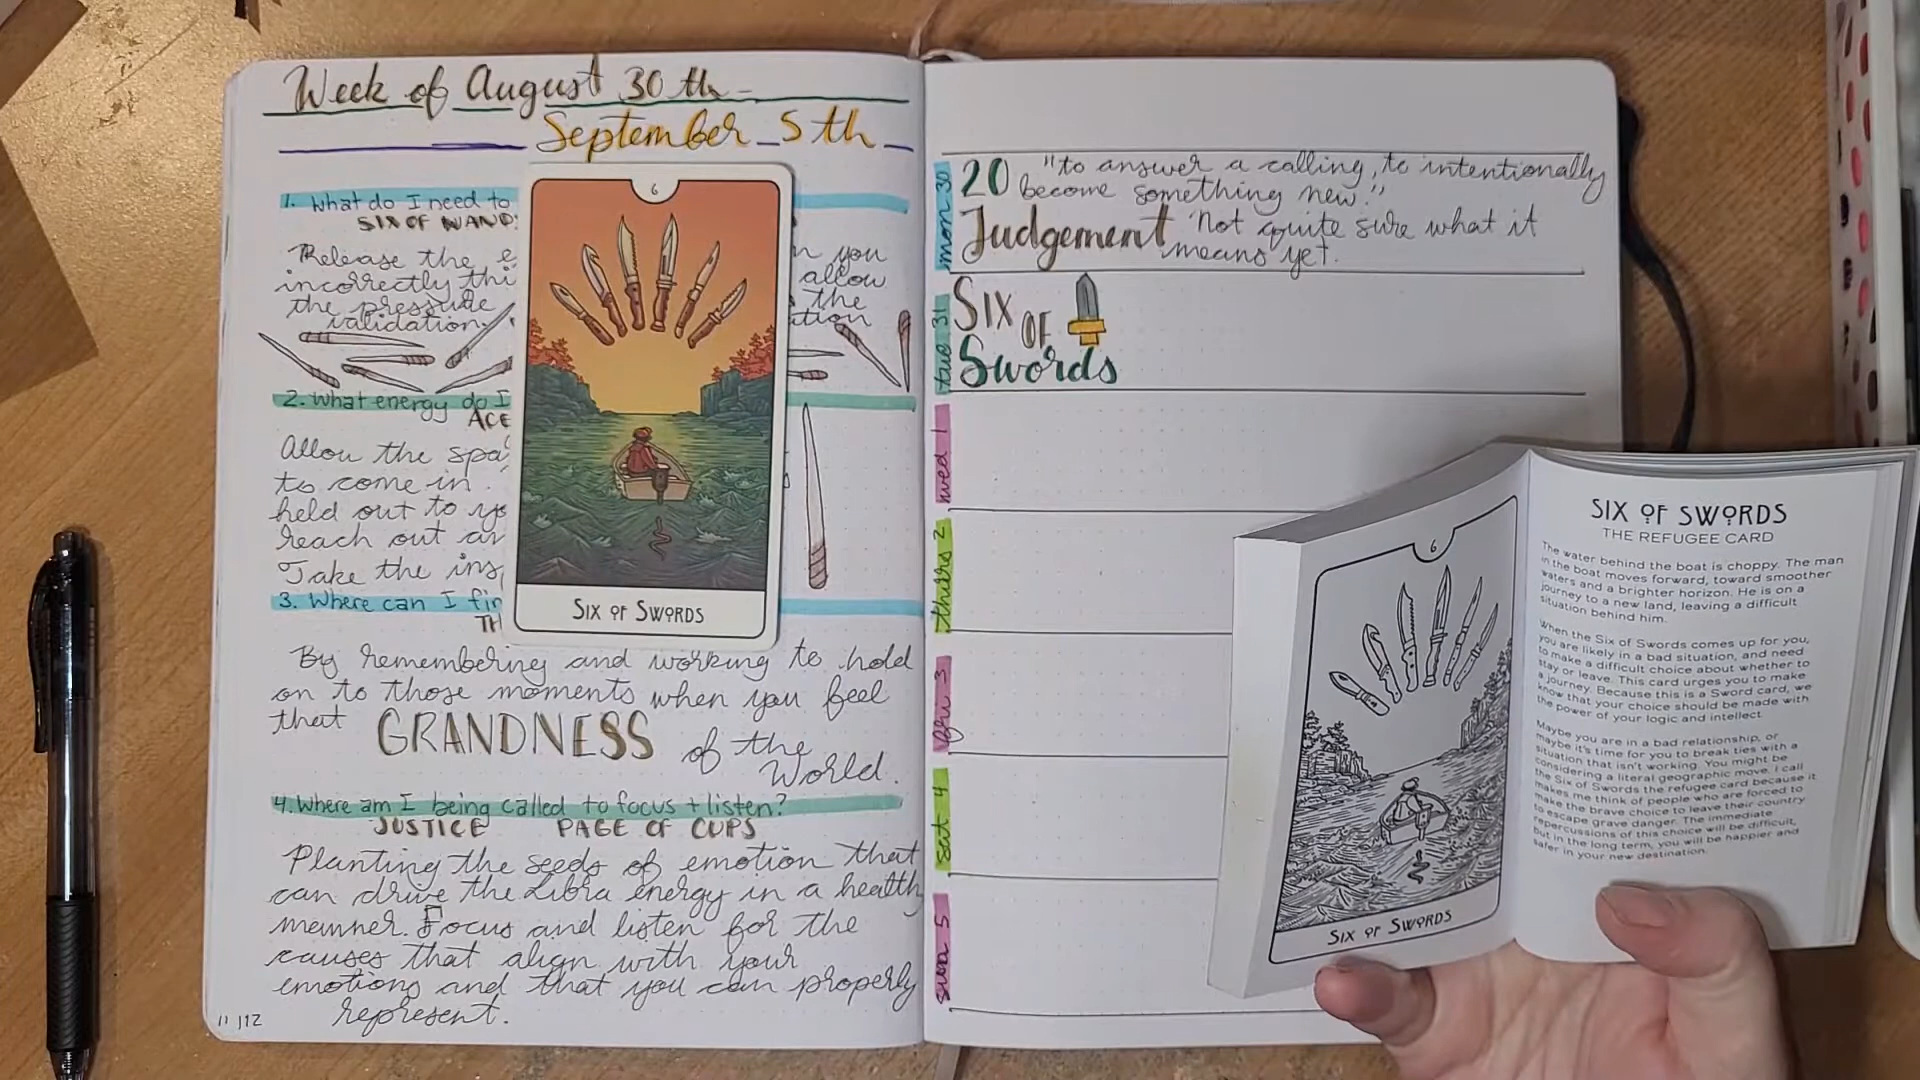 Week of August 30th -
September 5th
1. What do I need to
SIX OF WANDS
Release the
incorrectly thi
the pressure
validation.
n you
allow
the
ation
2. What energy do I
ACE
Allow the spa
to come in
held out to yo
reach out an
Take the ins
3. Where can I fin
TH
By remembering and working to hold
on to those moments when you feel
that GRANDNESS of the
World.
4. Where am I being called to focus + listen?
JUSTICE PAGE OF CUPS
Planting the seeds of emotion that
can drive the Libra energy in a health
manner. Focus and listen for the
causes that align with your
emotions and that you can properly
represent.
11/12
6
SIX OF SWORDS
mon 30
20 "to answer a calling, to intentionally
become something new."
Judgement Not quite sure what it
means yet.
tue 31
SIX OF
Swords
wed 1
thurs 2
fri 3
sat 4
sun 5
6
SIX OF SWORDS
SIX OF SWORDS
THE REFUGEE CARD
The water behind the boat is choppy. The man
in the boat moves forward, toward smoother
waters and a brighter horizon. He is on a
journey to a new land, leaving a difficult
situation behind him.
When the Six of Swords comes up for you,
you are likely in a bad situation, and need
to make a difficult choice about whether to
stay or leave. This card urges you to make
a journey. Because this is a Sword card, we
know that your choice should be made with
the power of your logic and intellect.
Maybe you are in a bad relationship, or
maybe it's time for you to break ties with a
situation that isn't working. You might be
considering a literal geographic move. I call
the Six of Swords the refugee card because it
makes me think of people who are forced to
make the brave choice to leave their country
to escape grave danger. The immediate
repercussions of this choice will be difficult,
but in the long term, you will be happier and
safer in your new destination.